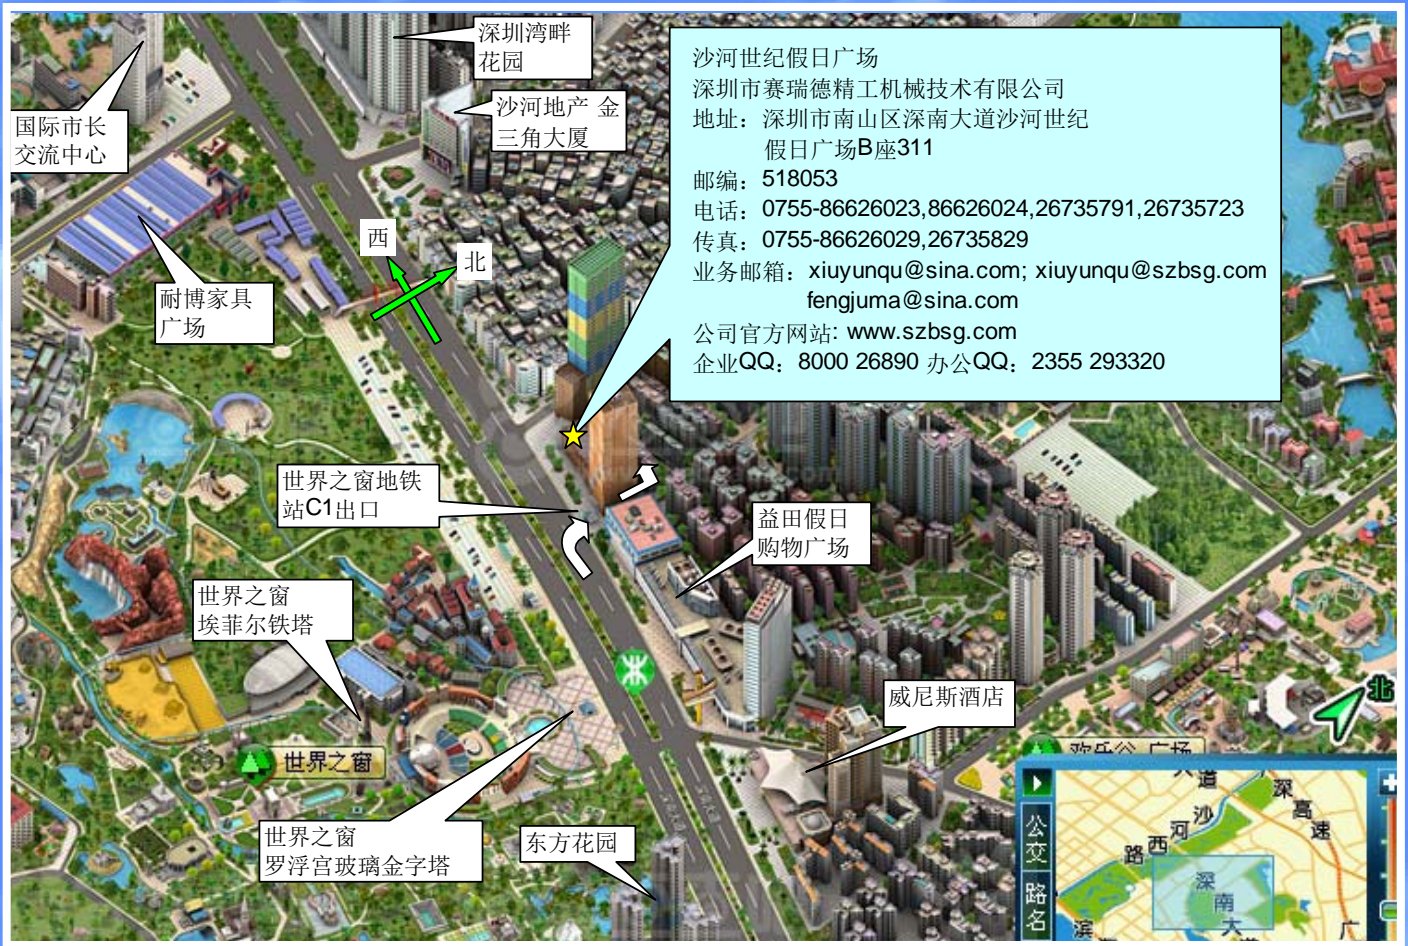 深圳湾畔
花园
沙河地产 金
三角大厦
国际市长
交流中心
沙河世纪假日广场
深圳市赛瑞德精工机械技术有限公司
地址：深圳市南山区深南大道沙河世纪
假日广场B座311
邮编：518053
电话：0755-86626023,86626024,26735791,26735723
传真：0755-86626029,26735829
业务邮箱：xiuyunqu@sina.com; xiuyunqu@szbsg.com
fengjuma@sina.com
公司官方网站: www.szbsg.com
企业QQ：8000 26890 办公QQ：2355 293320
西
北
耐博家具
广场
世界之窗地铁
站C1出口
益田假日
购物广场
世界之窗
埃菲尔铁塔
威尼斯酒店
北
世界之窗
欢乐谷 广场
世界之窗
罗浮宫玻璃金字塔
东方花园
公交
路名
大道
沙河西路
深
高速
深南大道
滨海
广